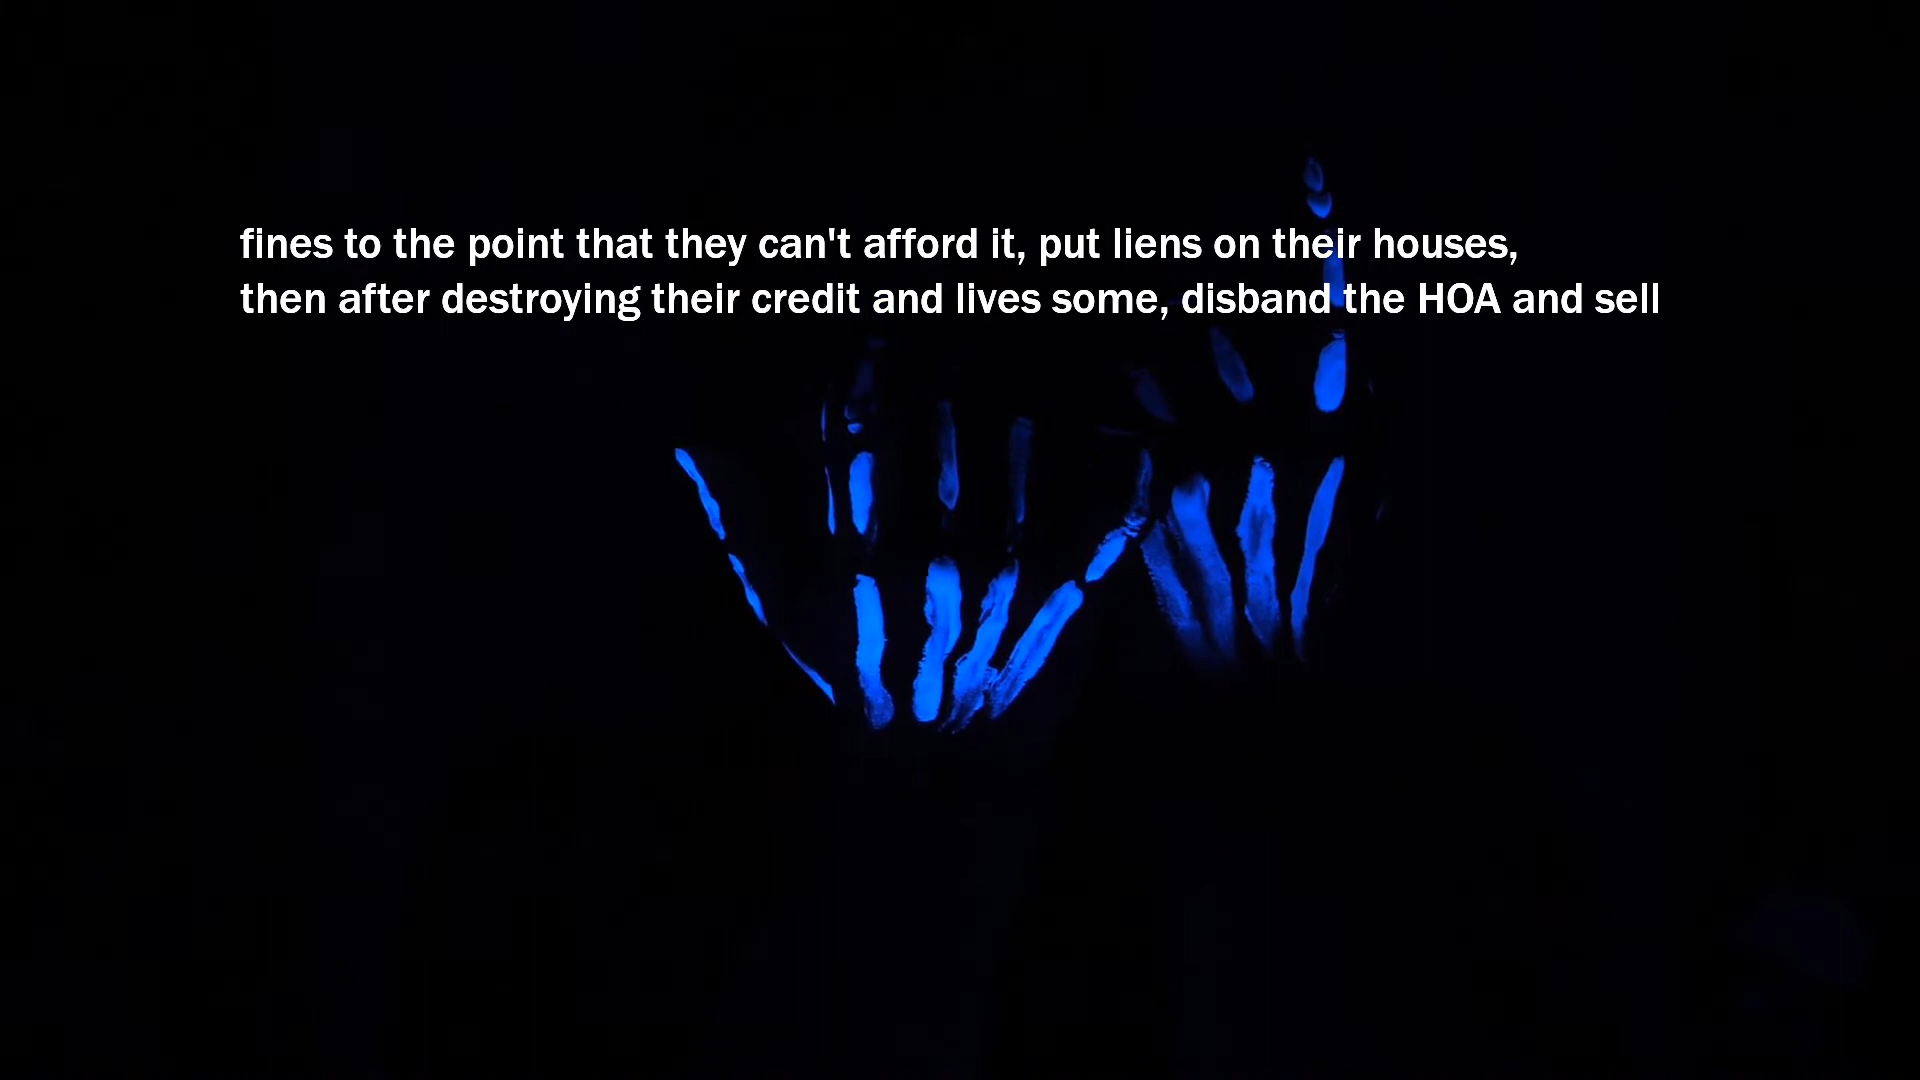 fines to the point that they can't afford it, put liens on their houses,
then after destroying their credit and lives some, disband the HOA and sell